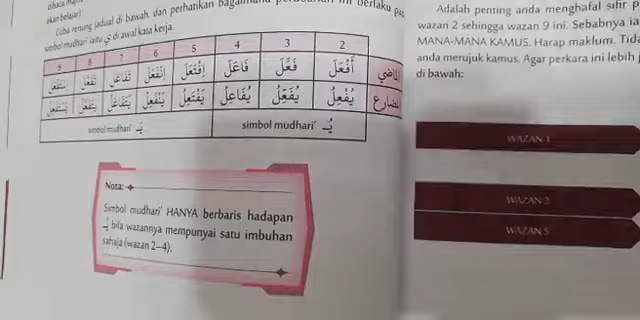 akan belajar)
Cuba renung jadual di bawah, dan perhatikan bagaimana perubahan ini berlaku pada
simbol mudhari' iaitu ي di awal kata kerja.
9 8 7 6 5 4 3 2
اِسْتَفْعَلَ تَفَعَّلَ تَفَاعَلَ اِنْفَعَلَ اِفْتَعَلَ فَاعَلَ فَعَّلَ أَفْعَلَ الماضي
يَسْتَفْعِلُ يَتَفَعَّلُ يَتَفَاعَلُ يَنْفَعِلُ يَفْتَعِلُ يُفَاعِلُ يُفَعِّلُ يُفْعِلُ المضارع
simbol mudhari' يَـ simbol mudhari' يُـ
Nota:
Simbol mudhari' HANYA berbaris hadapan
يُـ bila wazannya mempunyai satu imbuhan
sahaja (wazan 2–4).
Adalah penting anda menghafal sifir
wazan 2 sehingga wazan 9 ini. Sebabnya
MANA-MANA KAMUS. Harap maklum.
anda merujuk kamus. Agar perkara ini lebih
di bawah:
WAZAN 1
WAZAN 2
WAZAN 5